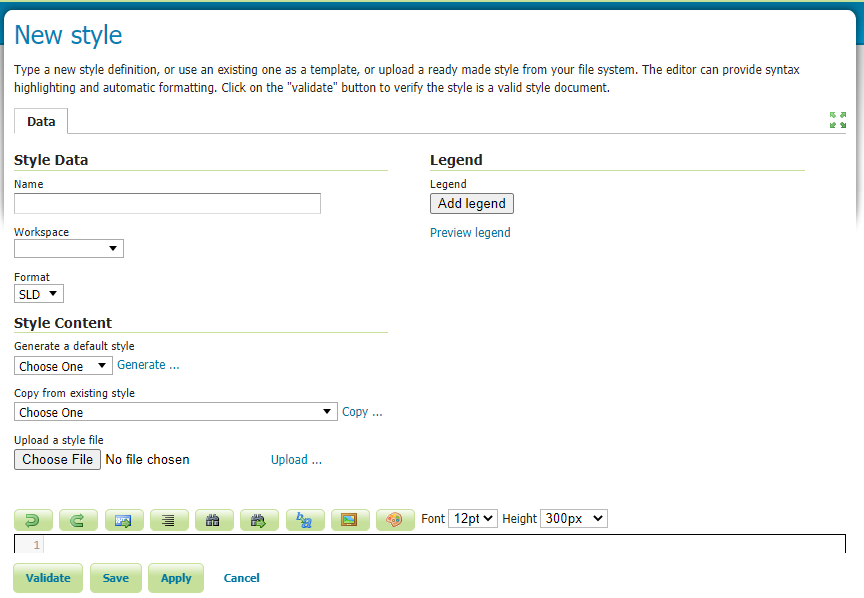 New style
Type a new style definition, or use an existing one as a template, or upload a ready made style from your file system. The editor can provide syntax
highlighting and automatic formatting. Click on the "validate" button to verify the style is a valid style document.
Data
Style Data
Name
Workspace
Format
SLD
Legend
Legend
Add legend
Preview legend
Style Content
Generate a default style
Choose One Generate ...
Copy from existing style
Choose One Copy ...
Upload a style file
Choose File No file chosen Upload ...
Font 12pt Height 300px
1
Validate Save Apply Cancel